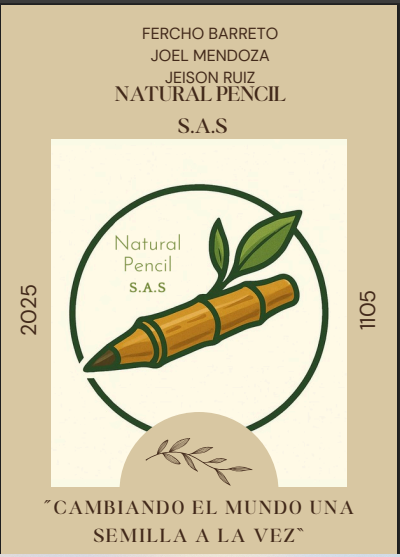 FERCHO BARRETO
JOEL MENDOZA
JEISON RUIZ
NATURAL PENCIL
S.A.S
Natural
Pencil
S.A.S
2025
1105
˝CAMBIANDO EL MUNDO UNA
SEMILLA A LA VEZ˜